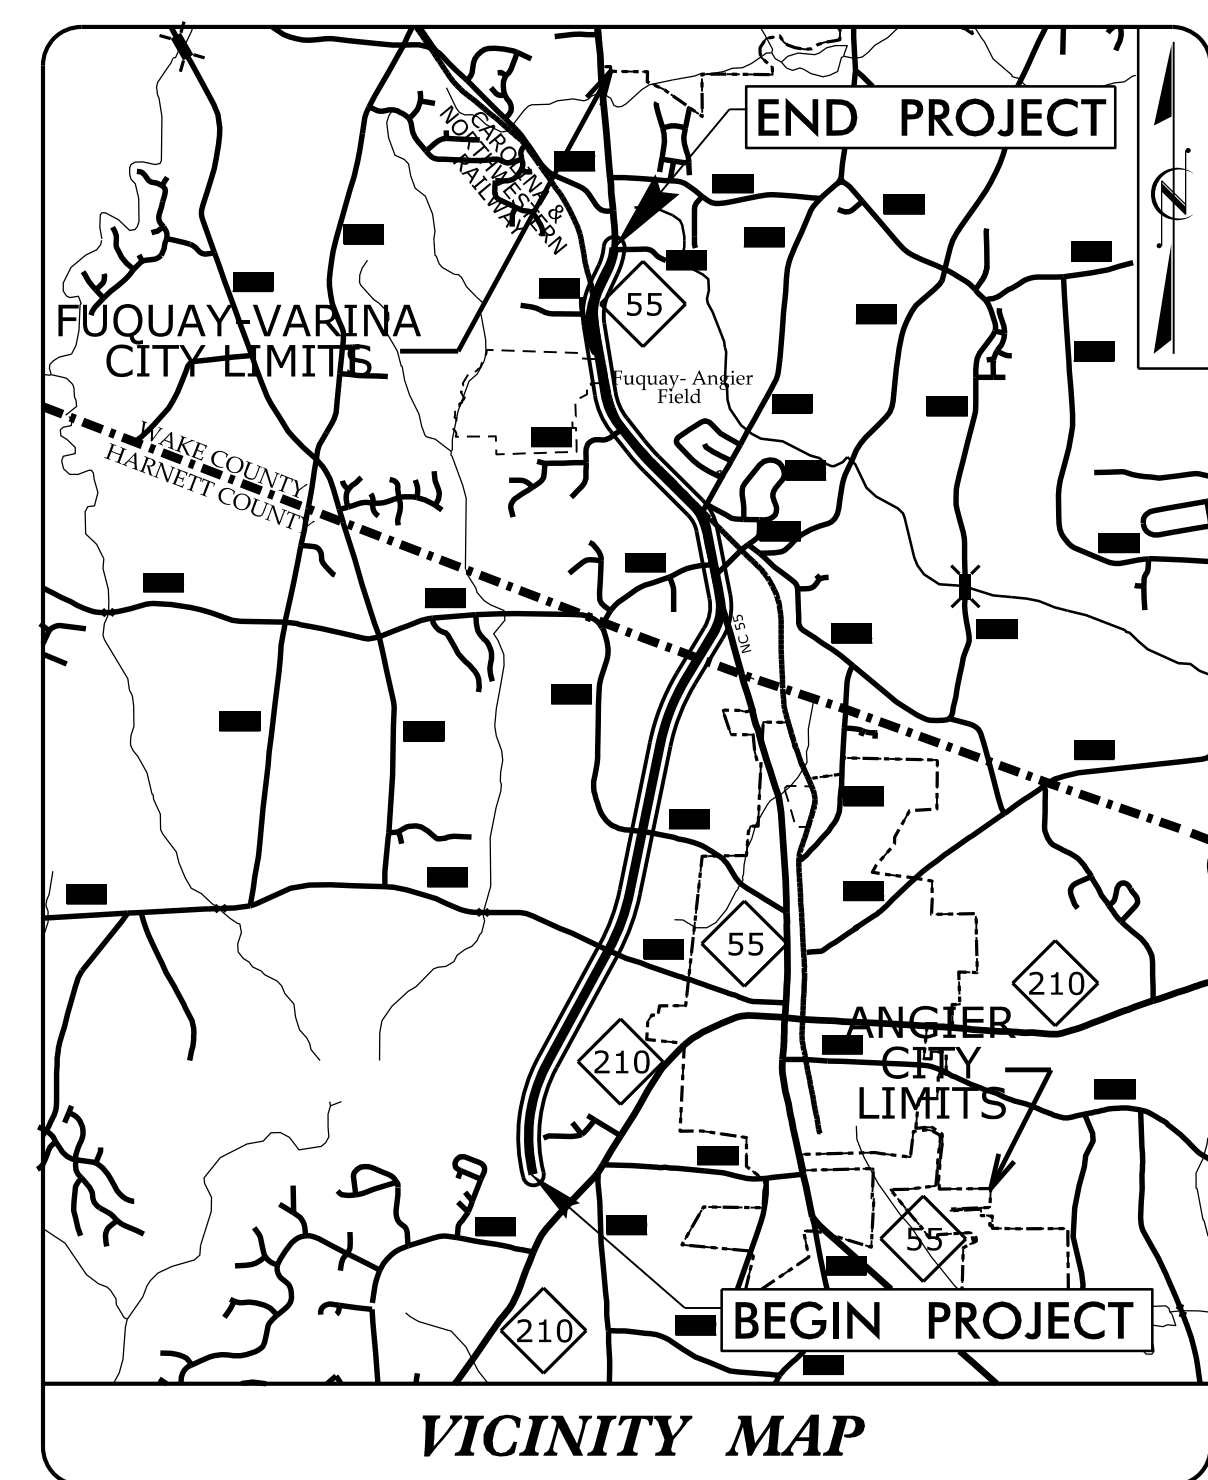 END PROJECT
CAROLINA &
NORTHWESTERN
RAILWAY
55
FUQUAY-VARINA
CITY LIMITS
Fuquay- Angier
Field
WAKE COUNTY
HARNETT COUNTY
NC 55
55
210
210
ANGIER
CITY
LIMITS
55
210
BEGIN PROJECT
VICINITY MAP